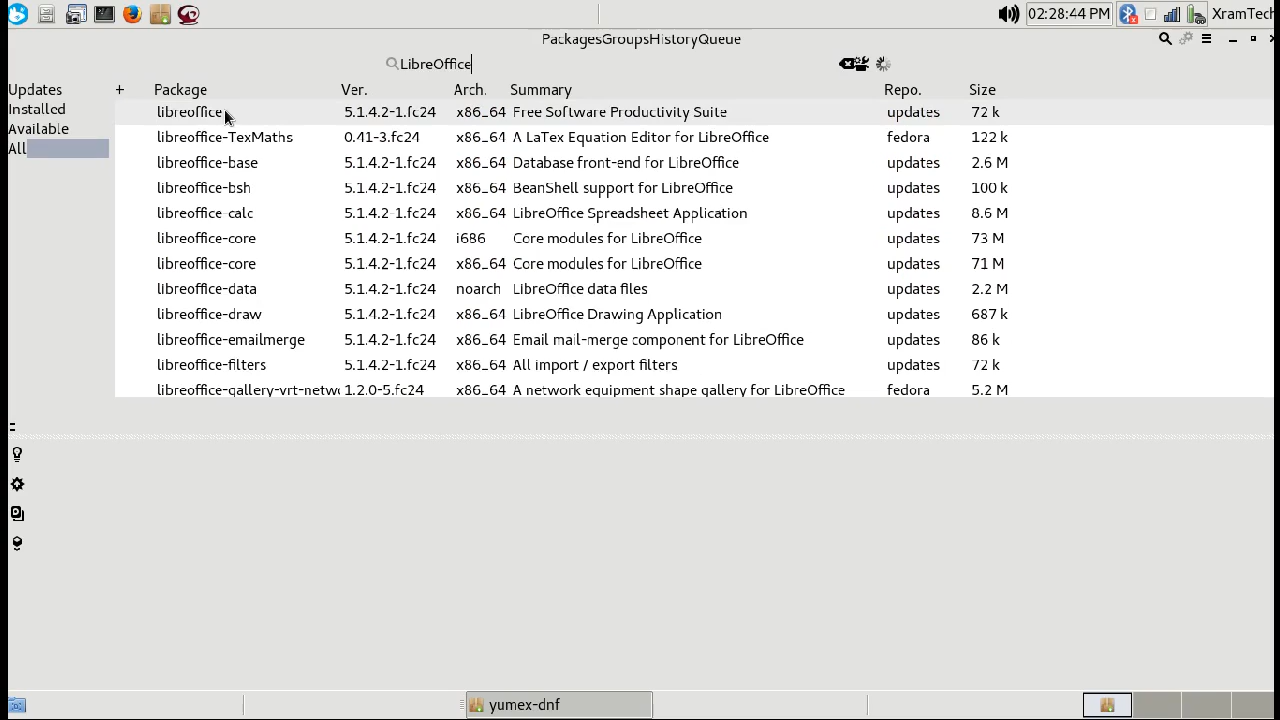 02:28:44 PM XramTech
PackagesGroupsHistoryQueue
LibreOffice
Updates
Installed
Available
All
+ Package Ver. Arch. Summary Repo. Size
libreoffice 5.1.4.2-1.fc24 x86_64 Free Software Productivity Suite updates 72 k
libreoffice-TexMaths 0.41-3.fc24 x86_64 A LaTex Equation Editor for LibreOffice fedora 122 k
libreoffice-base 5.1.4.2-1.fc24 x86_64 Database front-end for LibreOffice updates 2.6 M
libreoffice-bsh 5.1.4.2-1.fc24 x86_64 BeanShell support for LibreOffice updates 100 k
libreoffice-calc 5.1.4.2-1.fc24 x86_64 LibreOffice Spreadsheet Application updates 8.6 M
libreoffice-core 5.1.4.2-1.fc24 i686 Core modules for LibreOffice updates 73 M
libreoffice-core 5.1.4.2-1.fc24 x86_64 Core modules for LibreOffice updates 71 M
libreoffice-data 5.1.4.2-1.fc24 noarch LibreOffice data files updates 2.2 M
libreoffice-draw 5.1.4.2-1.fc24 x86_64 LibreOffice Drawing Application updates 687 k
libreoffice-emailmerge 5.1.4.2-1.fc24 x86_64 Email mail-merge component for LibreOffice updates 86 k
libreoffice-filters 5.1.4.2-1.fc24 x86_64 All import / export filters updates 72 k
libreoffice-gallery-vrt-netwo 1.2.0-5.fc24 x86_64 A network equipment shape gallery for LibreOffice fedora 5.2 M
yumex-dnf